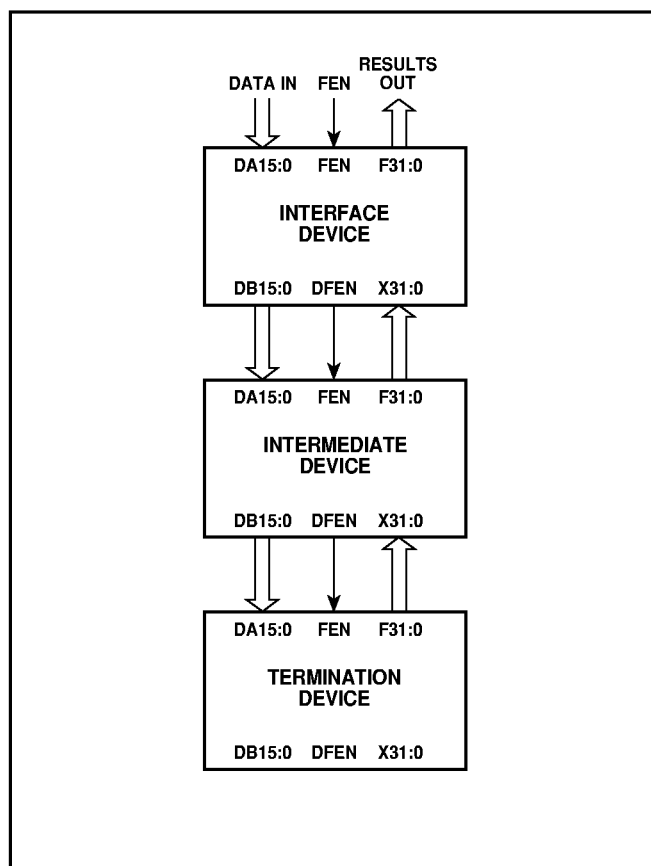 RESULTS
DATA IN FEN OUT
DA15:0 FEN F31:0
INTERFACE
DEVICE
DB15:0 DFEN X31:0
DA15:0 FEN F31:0
INTERMEDIATE
DEVICE
DB15:0 DFEN X31:0
DA15:0 FEN F31:0
TERMINATION
DEVICE
DB15:0 DFEN X31:0